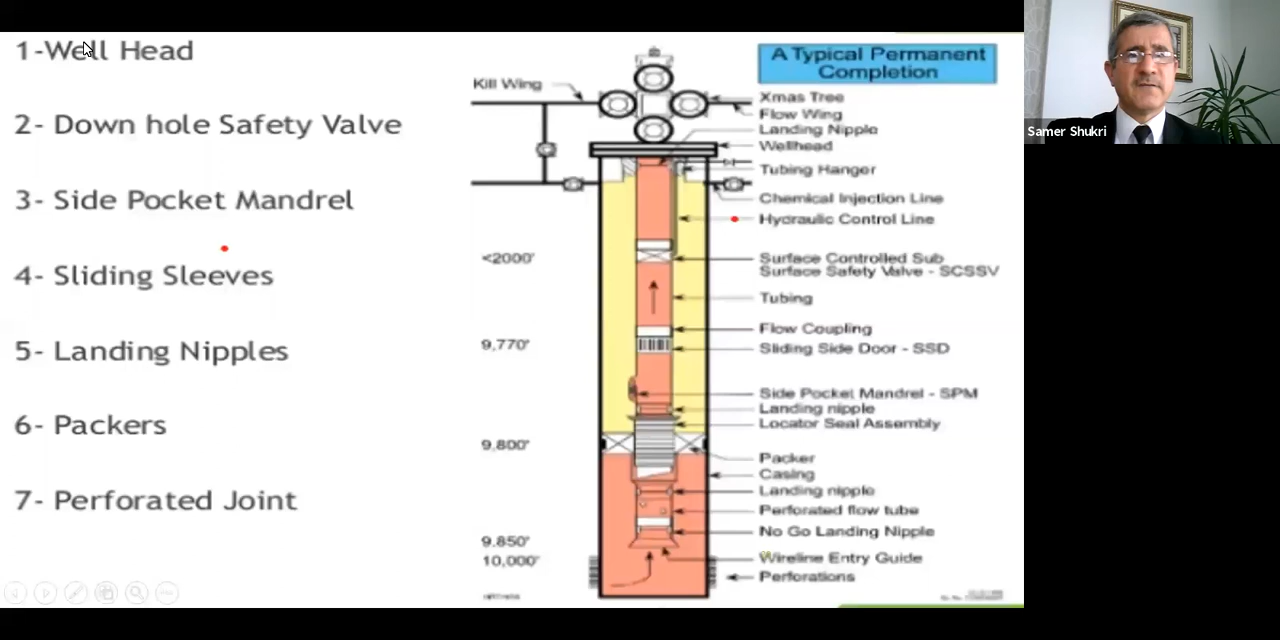 1-Well Head
2- Down hole Safety Valve
3- Side Pocket Mandrel
4- Sliding Sleeves
5- Landing Nipples
6- Packers
7- Perforated Joint
A Typical Permanent
Completion
Kill Wing
Xmas Tree
Flow Wing
Landing Nipple
Wellhead
Tubing Hanger
Chemical Injection Line
Hydraulic Control Line
<2000'
Surface Controlled Sub
Surface Safety Valve - SCSSV
Tubing
Flow Coupling
9,770'
Sliding Side Door - SSD
Side Pocket Mandrel - SPM
Landing nipple
Locator Seal Assembly
9,800'
Packer
Casing
Landing nipple
Perforated flow tube
No Go Landing Nipple
9.850'
10,000'
Wireline Entry Guide
Perforations
Samer Shukri